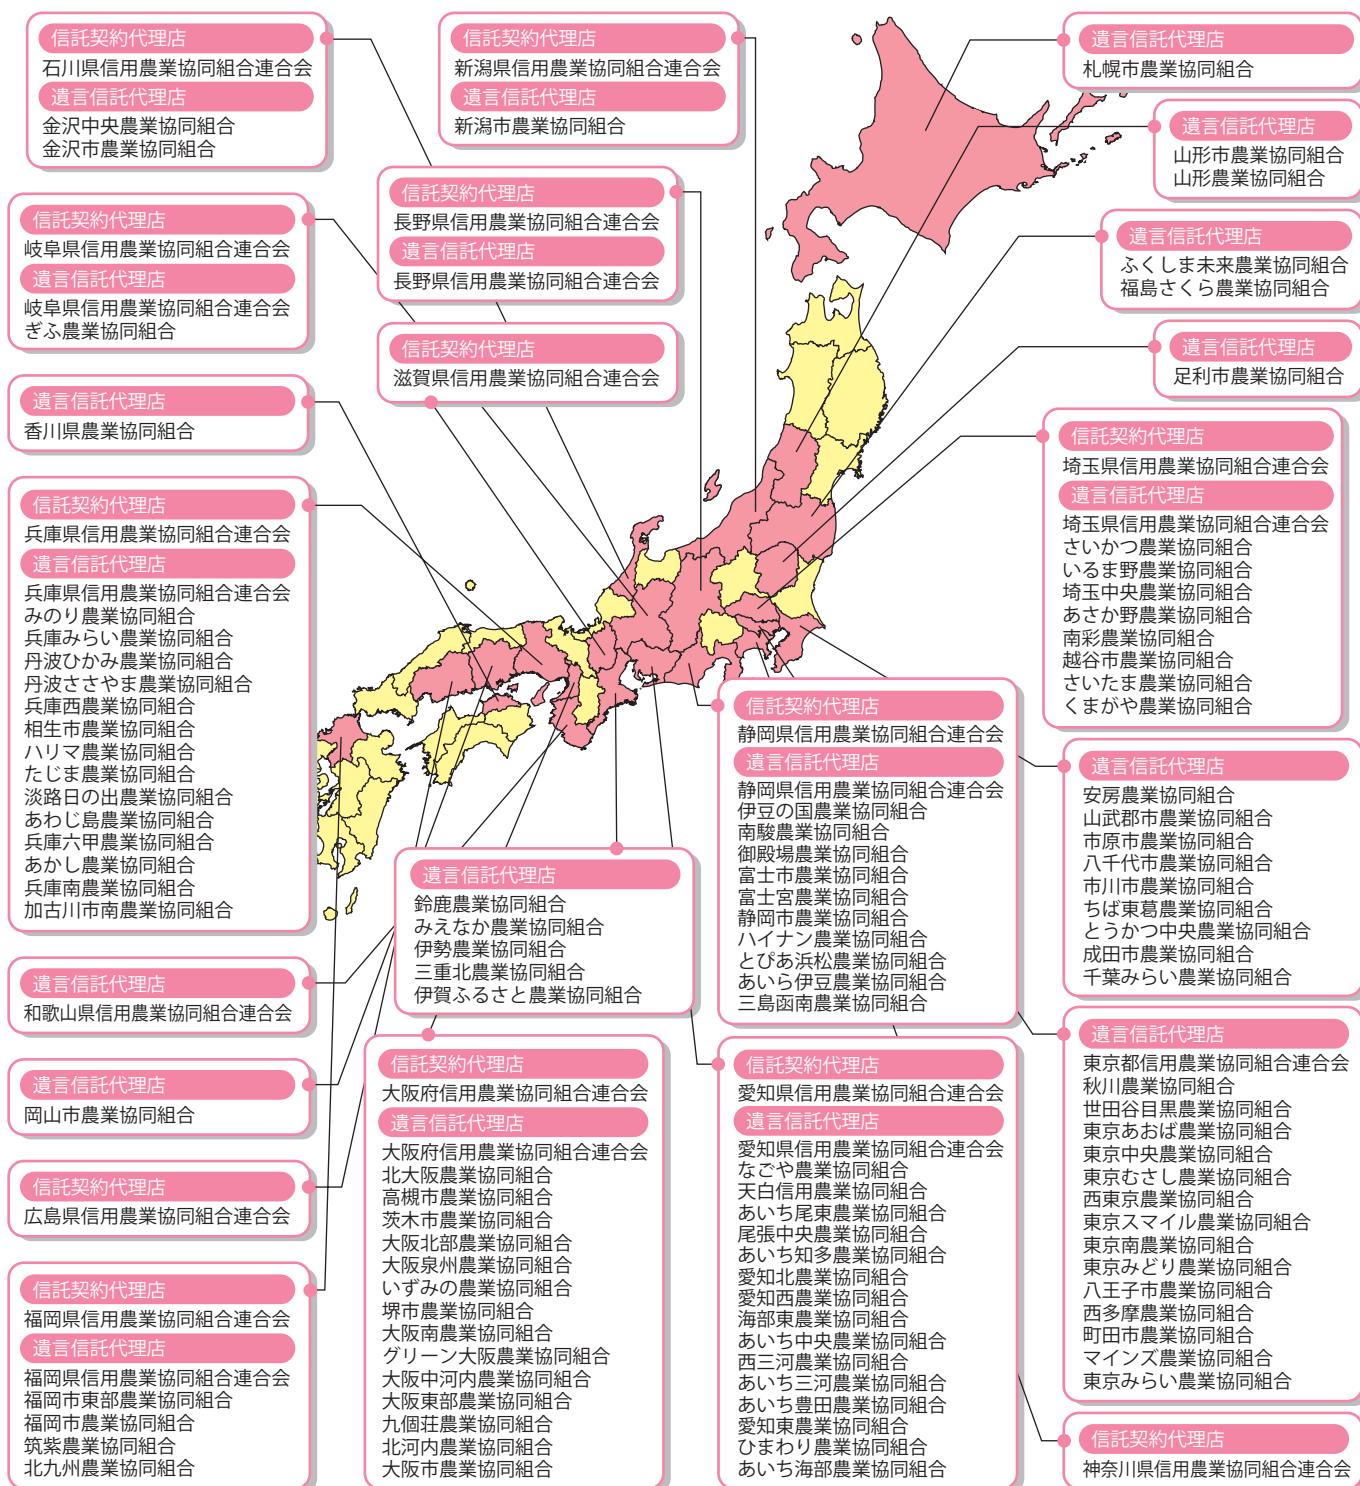 信託契約代理店
石川県信用農業協同組合連合会
遺言信託代理店
金沢中央農業協同組合
金沢市農業協同組合
信託契約代理店
新潟県信用農業協同組合連合会
遺言信託代理店
新潟市農業協同組合
遺言信託代理店
札幌市農業協同組合
遺言信託代理店
山形市農業協同組合
山形農業協同組合
信託契約代理店
岐阜県信用農業協同組合連合会
遺言信託代理店
岐阜県信用農業協同組合連合会
ぎふ農業協同組合
信託契約代理店
長野県信用農業協同組合連合会
遺言信託代理店
長野県信用農業協同組合連合会
遺言信託代理店
ふくしま未来農業協同組合
福島さくら農業協同組合
信託契約代理店
滋賀県信用農業協同組合連合会
遺言信託代理店
足利市農業協同組合
遺言信託代理店
香川県農業協同組合
信託契約代理店
埼玉県信用農業協同組合連合会
遺言信託代理店
埼玉県信用農業協同組合連合会
さいかつ農業協同組合
いるま野農業協同組合
埼玉中央農業協同組合
あさか野農業協同組合
南彩農業協同組合
越谷市農業協同組合
さいたま農業協同組合
くまがや農業協同組合
信託契約代理店
兵庫県信用農業協同組合連合会
遺言信託代理店
兵庫県信用農業協同組合連合会
みのり農業協同組合
兵庫みらい農業協同組合
丹波ひかみ農業協同組合
丹波ささやま農業協同組合
兵庫西農業協同組合
相生市農業協同組合
ハリマ農業協同組合
たじま農業協同組合
淡路日の出農業協同組合
あわじ島農業協同組合
兵庫六甲農業協同組合
あかし農業協同組合
兵庫南農業協同組合
加古川市南農業協同組合
信託契約代理店
静岡県信用農業協同組合連合会
遺言信託代理店
静岡県信用農業協同組合連合会
伊豆の国農業協同組合
南駿農業協同組合
御殿場農業協同組合
富士市農業協同組合
富士宮農業協同組合
静岡市農業協同組合
ハイナン農業協同組合
とぴあ浜松農業協同組合
あいら伊豆農業協同組合
三島函南農業協同組合
遺言信託代理店
安房農業協同組合
山武郡市農業協同組合
市原市農業協同組合
八千代市農業協同組合
市川市農業協同組合
ちば東葛農業協同組合
とうかつ中央農業協同組合
成田市農業協同組合
千葉みらい農業協同組合
遺言信託代理店
鈴鹿農業協同組合
みえなか農業協同組合
伊勢農業協同組合
三重北農業協同組合
伊賀ふるさと農業協同組合
遺言信託代理店
和歌山県信用農業協同組合連合会
遺言信託代理店
岡山市農業協同組合
信託契約代理店
広島県信用農業協同組合連合会
信託契約代理店
福岡県信用農業協同組合連合会
遺言信託代理店
福岡県信用農業協同組合連合会
福岡市東部農業協同組合
福岡市農業協同組合
筑紫農業協同組合
北九州農業協同組合
信託契約代理店
大阪府信用農業協同組合連合会
遺言信託代理店
大阪府信用農業協同組合連合会
北大阪農業協同組合
高槻市農業協同組合
茨木市農業協同組合
大阪北部農業協同組合
大阪泉州農業協同組合
いずみの農業協同組合
堺市農業協同組合
大阪南農業協同組合
グリーン大阪農業協同組合
大阪中河内農業協同組合
大阪東部農業協同組合
九個荘農業協同組合
北河内農業協同組合
大阪市農業協同組合
信託契約代理店
愛知県信用農業協同組合連合会
遺言信託代理店
愛知県信用農業協同組合連合会
なごや農業協同組合
天白信用農業協同組合
あいち尾東農業協同組合
尾張中央農業協同組合
あいち知多農業協同組合
愛知北農業協同組合
愛知西農業協同組合
海部東農業協同組合
あいち中央農業協同組合
西三河農業協同組合
あいち三河農業協同組合
あいち豊田農業協同組合
愛知東農業協同組合
ひまわり農業協同組合
あいち海部農業協同組合
遺言信託代理店
東京都信用農業協同組合連合会
秋川農業協同組合
世田谷目黒農業協同組合
東京あおば農業協同組合
東京中央農業協同組合
東京むさし農業協同組合
西東京農業協同組合
東京スマイル農業協同組合
東京南農業協同組合
東京みどり農業協同組合
八王子市農業協同組合
西多摩農業協同組合
町田市農業協同組合
マインズ農業協同組合
東京みらい農業協同組合
信託契約代理店
神奈川県信用農業協同組合連合会